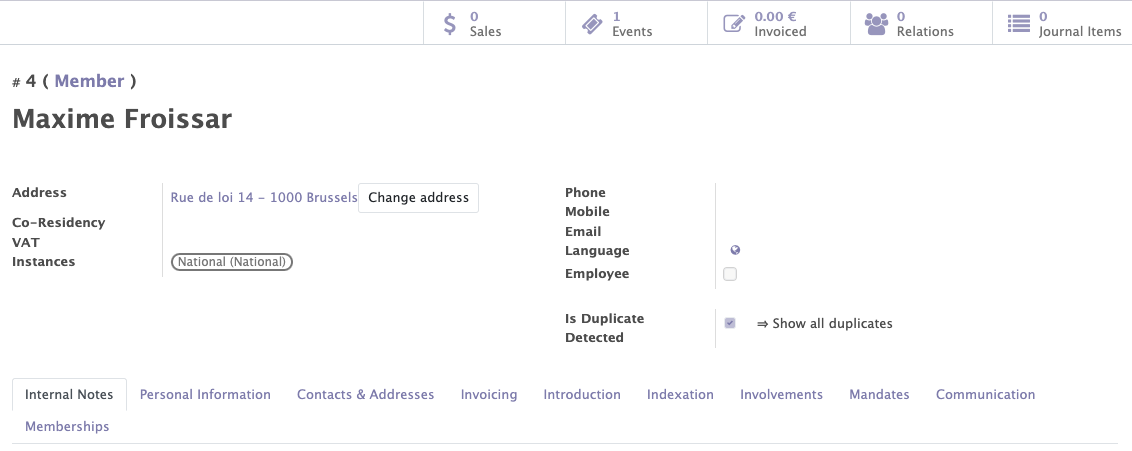 0
Sales
1
Events
0.00 €
Invoiced
0
Relations
0
Journal Items
# 4 ( Member )
Maxime Froissar
Address
Rue de loi 14 - 1000 Brussels
Change address
Co-Residency
VAT
Instances
National (National)
Phone
Mobile
Email
Language
Employee
Is Duplicate
Detected
⇒ Show all duplicates
Internal Notes
Personal Information
Contacts & Addresses
Invoicing
Introduction
Indexation
Involvements
Mandates
Communication
Memberships